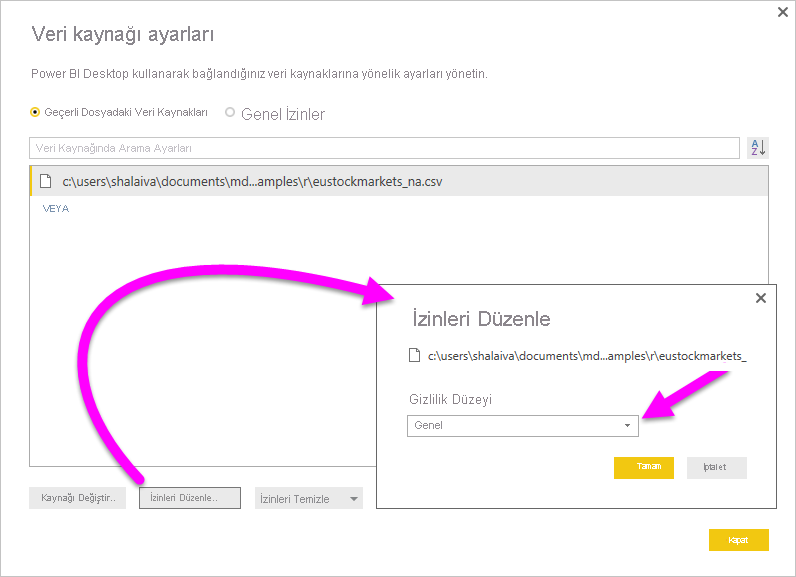 Veri kaynağı ayarları
Power BI Desktop kullanarak bağlandığınız veri kaynaklarına yönelik ayarları yönetin.
Geçerli Dosyadaki Veri Kaynakları
Genel İzinler
Veri Kaynağında Arama Ayarları
AZ
c:\users\shalaiva\documents\md...amples\r\eustockmarkets_na.csv
VEYA
İzinleri Düzenle
c:\users\shalaiva\documents\md...amples\r\eustockmarkets_
Gizlilik Düzeyi
Genel
Tamam
İptalet
Kaynağı Değiştir..
İzinleri Düzenle..
İzinleri Temizle
Kapat